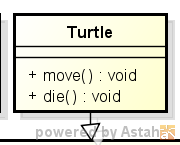 Turtle
+ move() : void
+ die() : void
powered by Astah